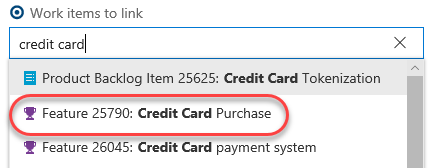 Work items to link
credit card
Product Backlog Item 25625: Credit Card Tokenization
Feature 25790: Credit Card Purchase
Feature 26045: Credit Card payment system